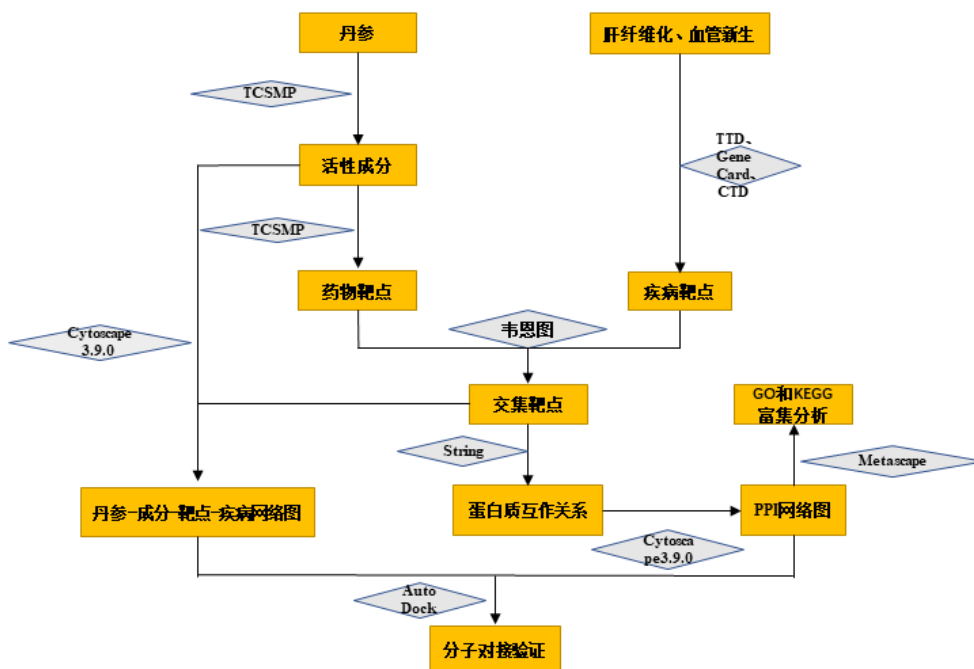 丹参
肝纤维化、血管新生
TCSMP
TTD、
Gene
Card、
CTD
活性成分
TCSMP
药物靶点
疾病靶点
Cytoscape
3.9.0
韦恩图
交集靶点
GO和KEGG
富集分析
String
Metascape
丹参-成分-靶点-疾病网络图
蛋白质互作关系
PPI网络图
Cytosca
pe3.9.0
Auto
Dock
分子对接验证